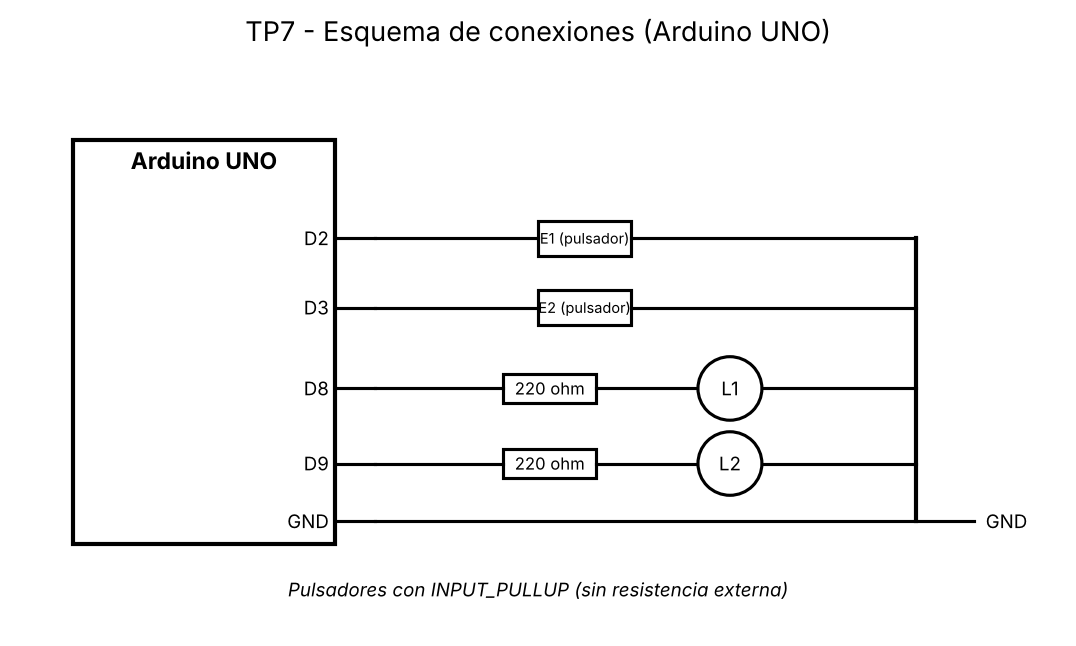 TP7 - Esquema de conexiones (Arduino UNO)
Arduino UNO
D2
E1 (pulsador)
D3
E2 (pulsador)
D8
220 ohm
L1
D9
220 ohm
L2
GND
GND
Pulsadores con INPUT_PULLUP (sin resistencia externa)